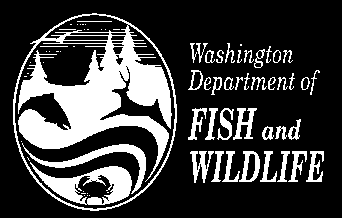 Washington
Department of
FISH and
WILDLIFE